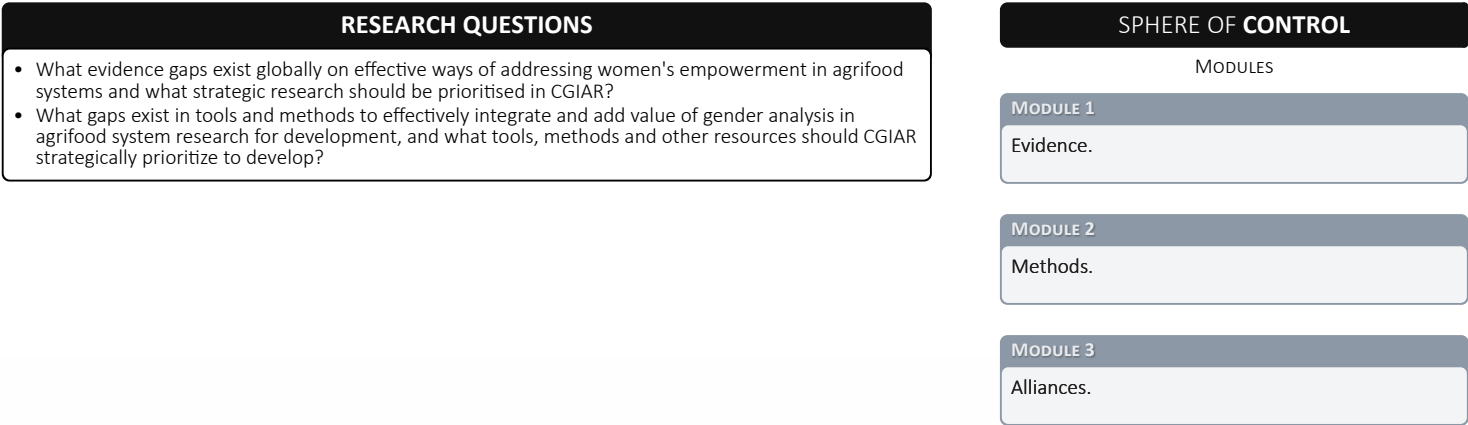 RESEARCH QUESTIONS
• What evidence gaps exist globally on effective ways of addressing women's empowerment in agrifood
systems and what strategic research should be prioritised in CGIAR?
• What gaps exist in tools and methods to effectively integrate and add value of gender analysis in
agrifood system research for development, and what tools, methods and other resources should CGIAR
strategically prioritize to develop?
SPHERE OF CONTROL
MODULES
MODULE 1
Evidence.
MODULE 2
Methods.
MODULE 3
Alliances.